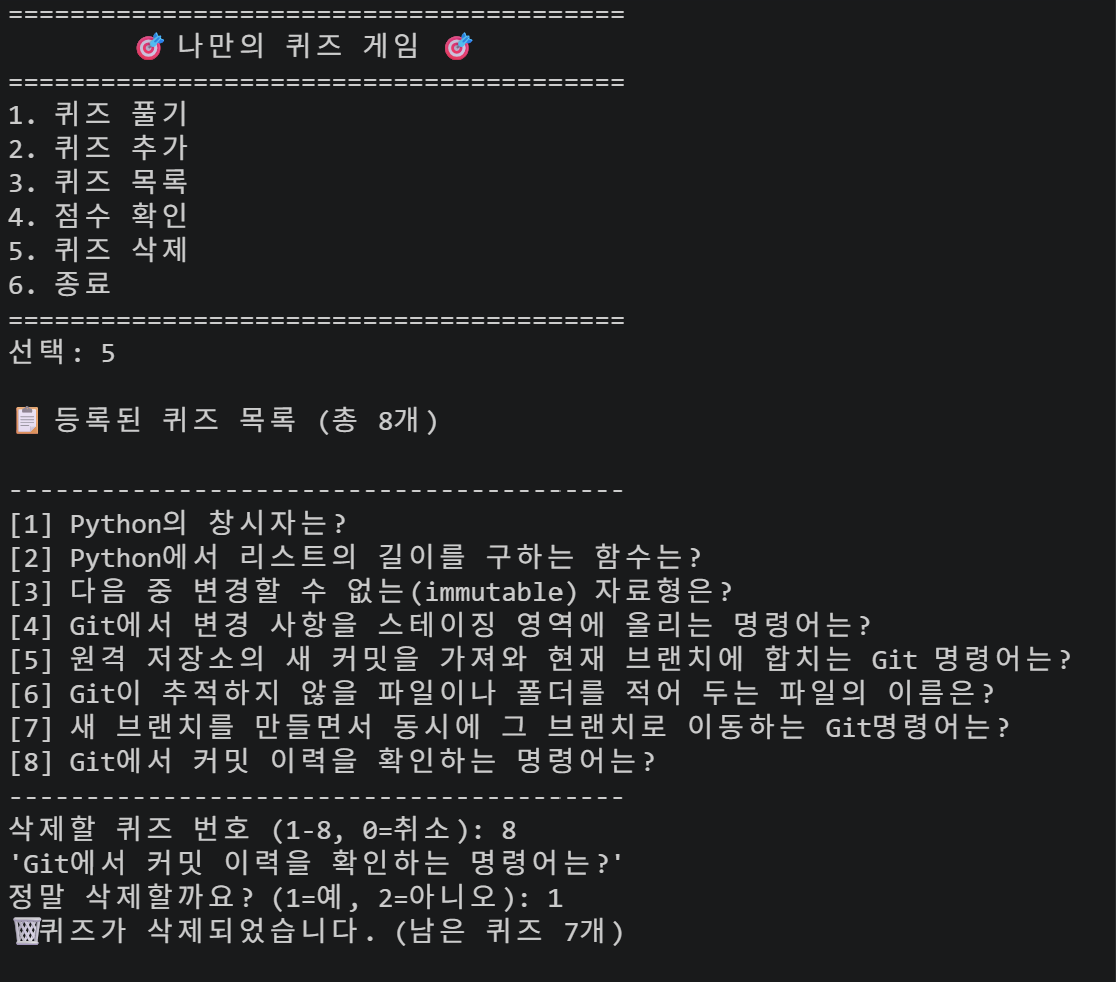 ========================================
🎯 나만의 퀴즈 게임 🎯
========================================
1. 퀴즈 풀기
2. 퀴즈 추가
3. 퀴즈 목록
4. 점수 확인
5. 퀴즈 삭제
6. 종료
========================================
선택: 5
📋 등록된 퀴즈 목록 (총 8개)
----------------------------------------
[1] Python의 창시자는?
[2] Python에서 리스트의 길이를 구하는 함수는?
[3] 다음 중 변경할 수 없는(immutable) 자료형은?
[4] Git에서 변경 사항을 스테이징 영역에 올리는 명령어는?
[5] 원격 저장소의 새 커밋을 가져와 현재 브랜치에 합치는 Git 명령어는?
[6] Git이 추적하지 않을 파일이나 폴더를 적어 두는 파일의 이름은?
[7] 새 브랜치를 만들면서 동시에 그 브랜치로 이동하는 Git명령어는?
[8] Git에서 커밋 이력을 확인하는 명령어는?
----------------------------------------
삭제할 퀴즈 번호 (1-8, 0=취소): 8
'Git에서 커밋 이력을 확인하는 명령어는?'
정말 삭제할까요? (1=예, 2=아니오): 1
🗑️퀴즈가 삭제되었습니다. (남은 퀴즈 7개)